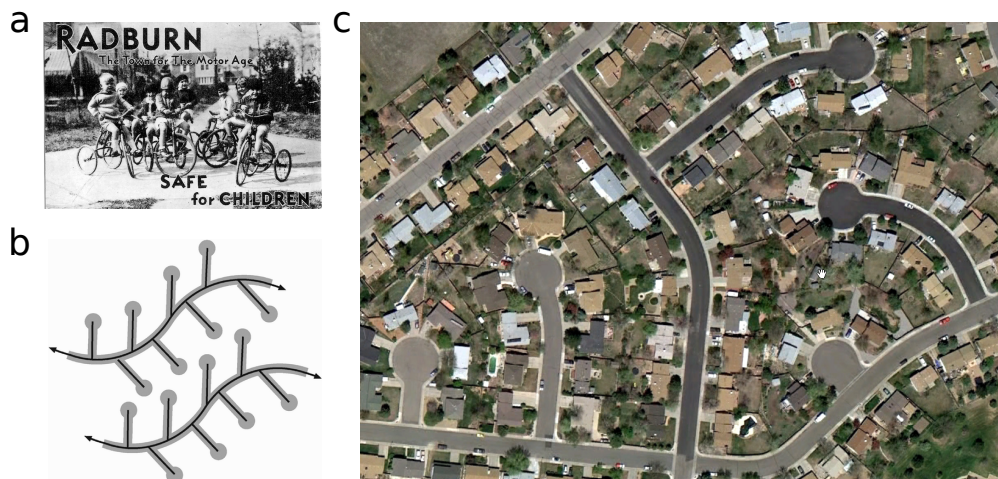 a
RADBURN
The Town for The Motor Age
SAFE
for CHILDREN
b
c